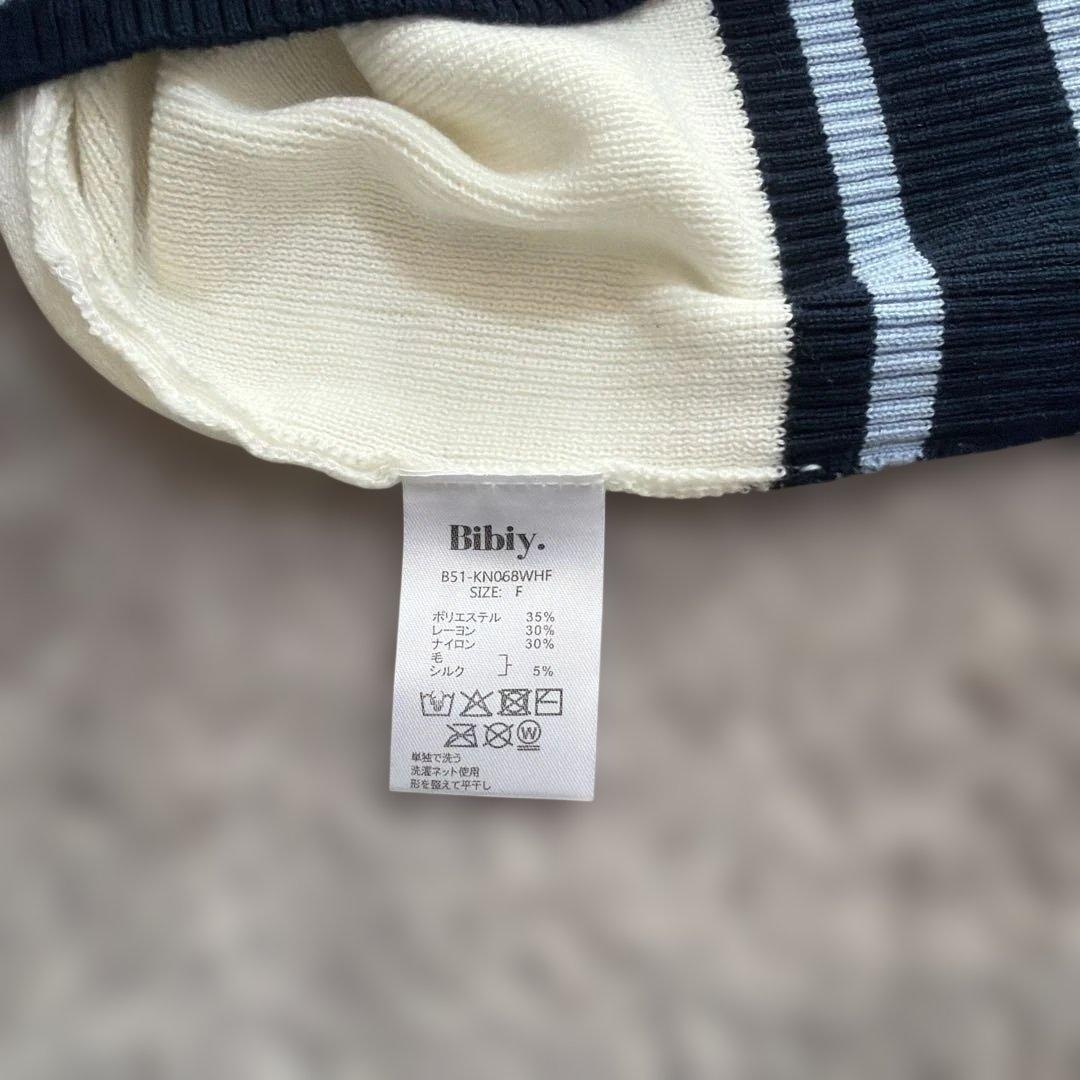 Bibiy.
B51-KN068WHF
SIZE: F
ポリエステル 35%
レーヨン 30%
ナイロン 30%
毛
シルク 5%
W
単独で洗う
洗濯ネット使用
形を整えて平干し